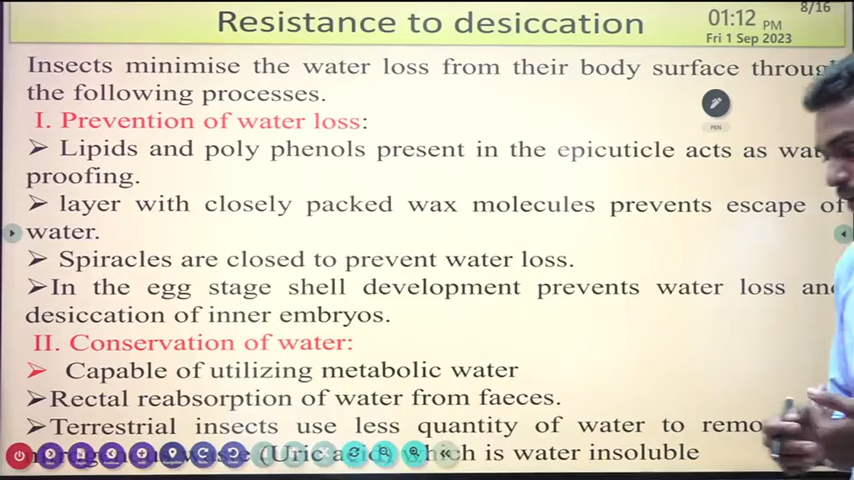 Resistance to desiccation
8/16
01:12 PM
Fri 1 Sep 2023
Insects minimise the water loss from their body surface
the following processes.
I. Prevention of water loss:
PEN
➤ Lipids and poly phenols present in the epicuticle acts as
proofing.
➤ layer with closely packed wax molecules prevents escape of
water.
➤ Spiracles are closed to prevent water loss.
➤In the egg stage shell development prevents water loss
desiccation of inner embryos.
II. Conservation of water:
➤ Capable of utilizing metabolic water
➤Rectal reabsorption of water from faeces.
➤Terrestrial insects use less quantity of water to
(Uric acid) which is water insoluble